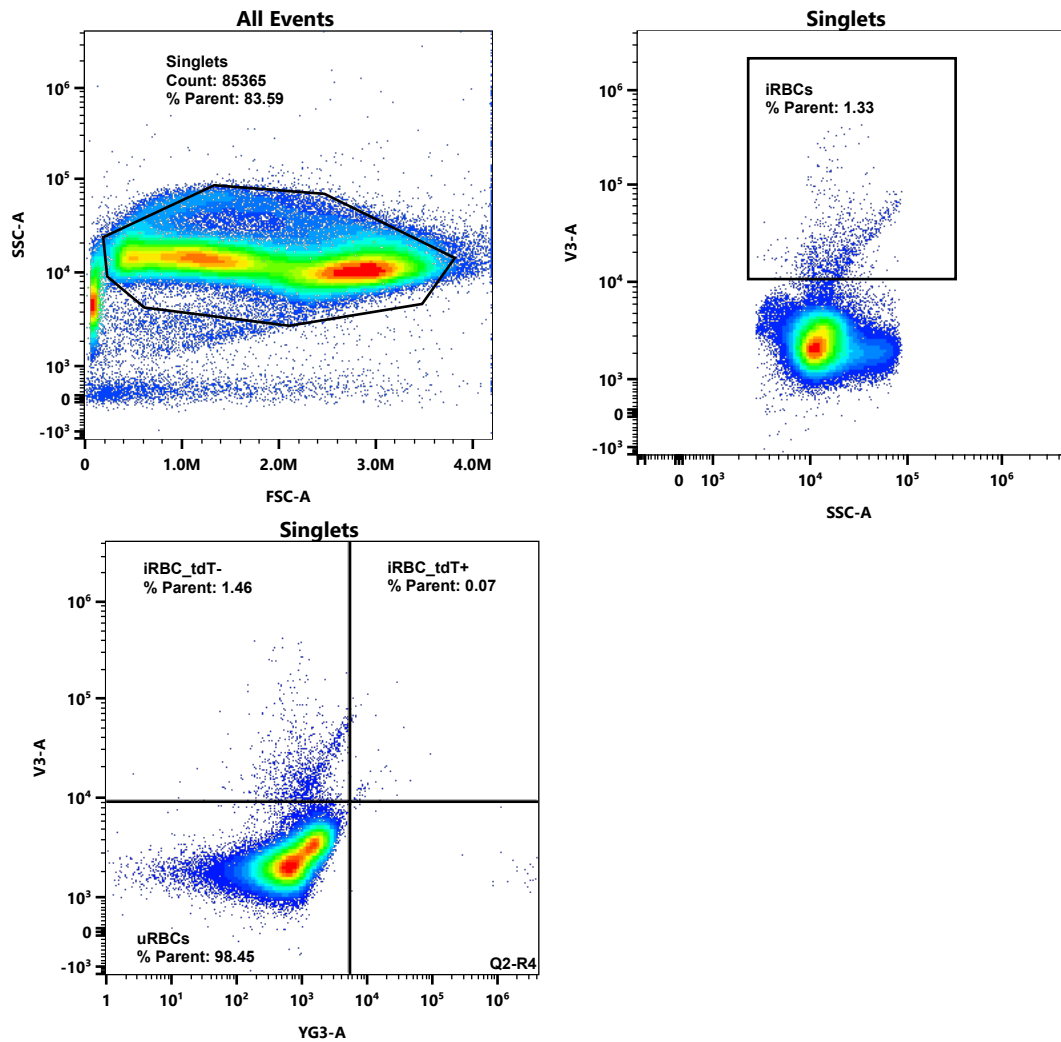 All Events
Singlets
Count: 85365
% Parent: 83.59
SSC-A
10⁶
10⁵
10⁴
10³
0
-10³
0
1.0M
2.0M
3.0M
4.0M
FSC-A
Singlets
iRBCs
% Parent: 1.33
V3-A
10⁶
10⁵
10⁴
10³
0
-10³
0
10³
10⁴
10⁵
10⁶
SSC-A
Singlets
iRBC_tdT-
% Parent: 1.46
iRBC_tdT+
% Parent: 0.07
V3-A
10⁶
10⁵
10⁴
10³
0
-10³
uRBCs
% Parent: 98.45
Q2-R4
1
10¹
10²
10³
10⁴
10⁵
10⁶
YG3-A